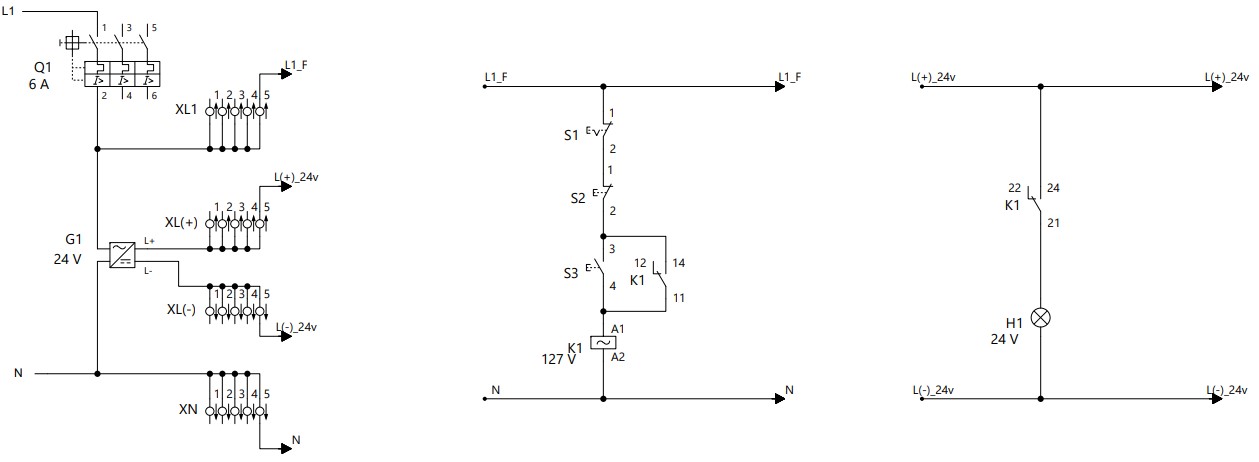 L1
1 3 5
Q1
6 A
2 4 6
L1_F
XL1
1 2 3 4 5
L(+)_24v
XL(+)
1 2 3 4 5
G1
24 V
L+
L-
XL(-)
1 2 3 4 5
L(-)_24v
N
XN
1 2 3 4 5
N
L1_F L1_F
1
S1
2
1
S2
2
3
S3
4
12 14
K1
11
A1
K1
127 V
A2
N N
L(+)_24v L(+)_24v
22 24
K1
21
H1
24 V
L(-)_24v L(-)_24v